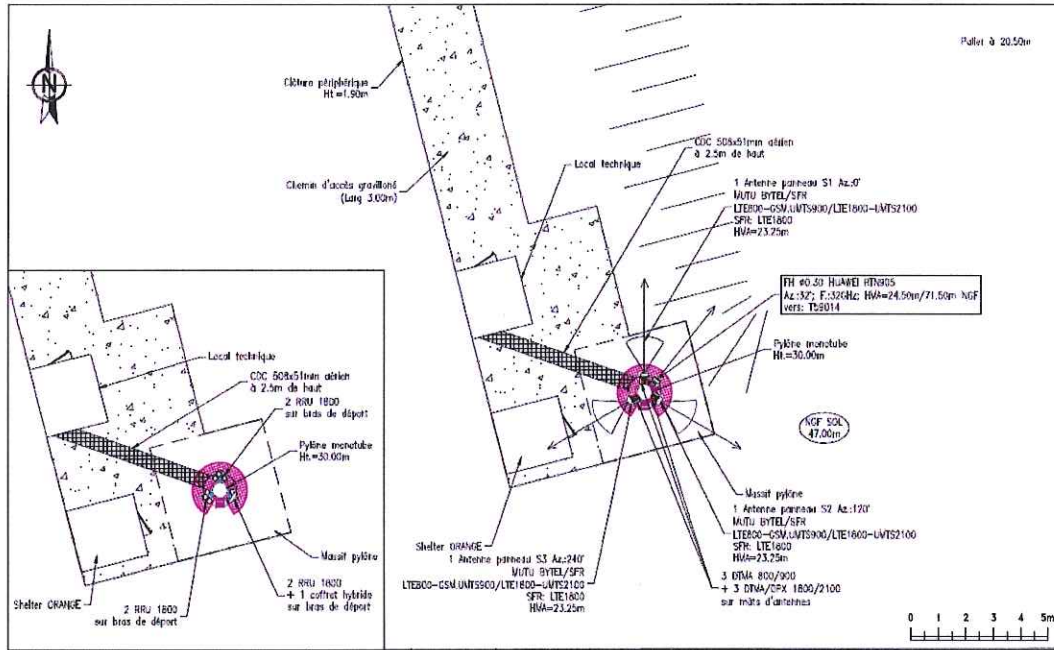 N
Pallet à 20.50m
Clôture périphérique
Ht.=1.90m
CDC 508x51mm aérien
à 2.5m de haut
Local technique
Chemin d'accès gravilloné
(Larg 3.00m)
1 Antenne panneau S1 Az.:0°
MUTU BYTEL/SFR
LTE800-GSM.UMTS900/LTE1800-UMTS2100
SFR: LTE1800
HVA=23.25m
FH ø0.30 HUAWEI RTN905
Az.:32°; F.:32GHz; HVA=24.50m/71.50m NGF
vers: T59014
Pylône monotube
Ht.=30.00m
NGF SOL
47.00m
Massif pylône
1 Antenne panneau S2 Az.:120°
MUTU BYTEL/SFR
LTE800-GSM.UMTS900/LTE1800-UMTS2100
SFR: LTE1800
HVA=23.25m
Shelter ORANGE
1 Antenne panneau S3 Az.:240°
MUTU BYTEL/SFR
LTE800-GSM.UMTS900/LTE1800-UMTS2100
SFR: LTE1800
HVA=23.25m
3 DTMA 800/900
+ 3 DTMA/DPX 1800/2100
sur mâts d'antennes
0 1 2 3 4 5m
Local technique
CDC 508x51mm aérien
à 2.5m de haut
2 RRU 1800
sur bras de déport
Pylône monotube
Ht.=30.00m
Massif pylône
2 RRU 1800
+ 1 coffret hybride
sur bras de déport
Shelter ORANGE
2 RRU 1800
sur bras de déport